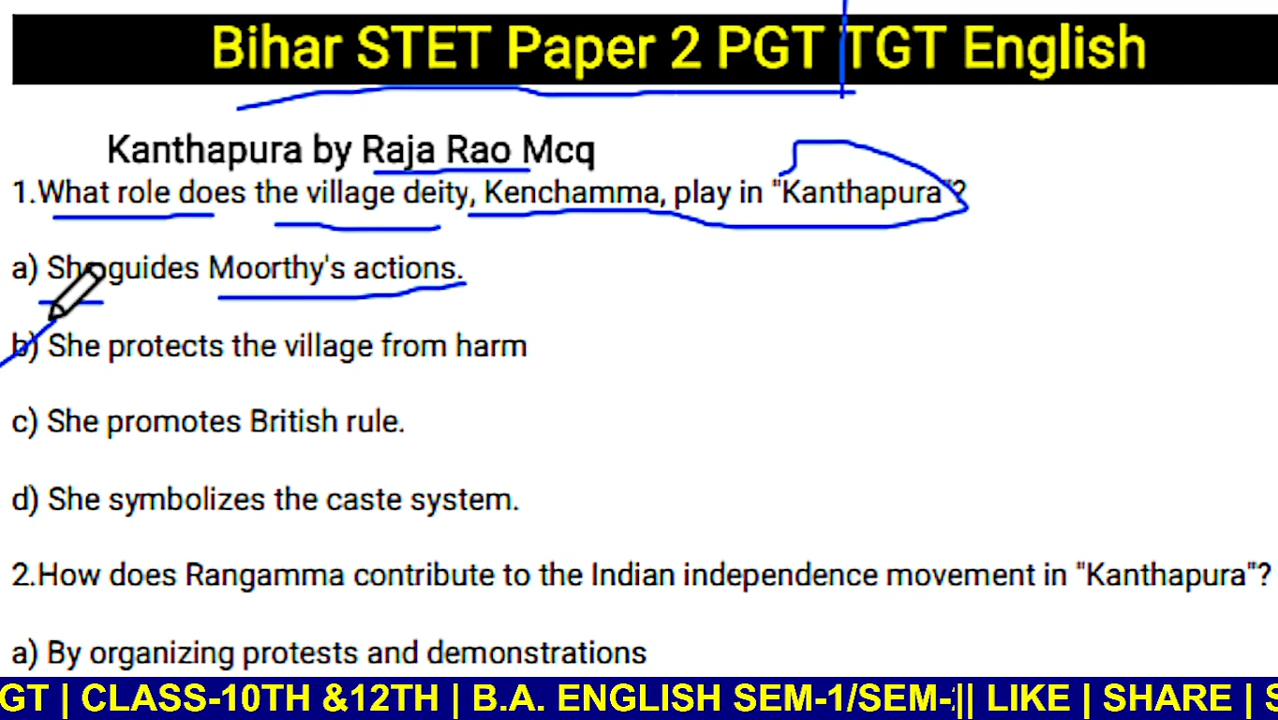 Bihar STET Paper 2 PGT TGT English
Kanthapura by Raja Rao Mcq
1.What role does the village deity, Kenchamma, play in "Kanthapura"?
a) She guides Moorthy's actions.
b) She protects the village from harm
c) She promotes British rule.
d) She symbolizes the caste system.
2.How does Rangamma contribute to the Indian independence movement in "Kanthapura"?
a) By organizing protests and demonstrations
GT | CLASS-10TH &12TH | B.A. ENGLISH SEM-1/SEM- || LIKE | SHARE | S